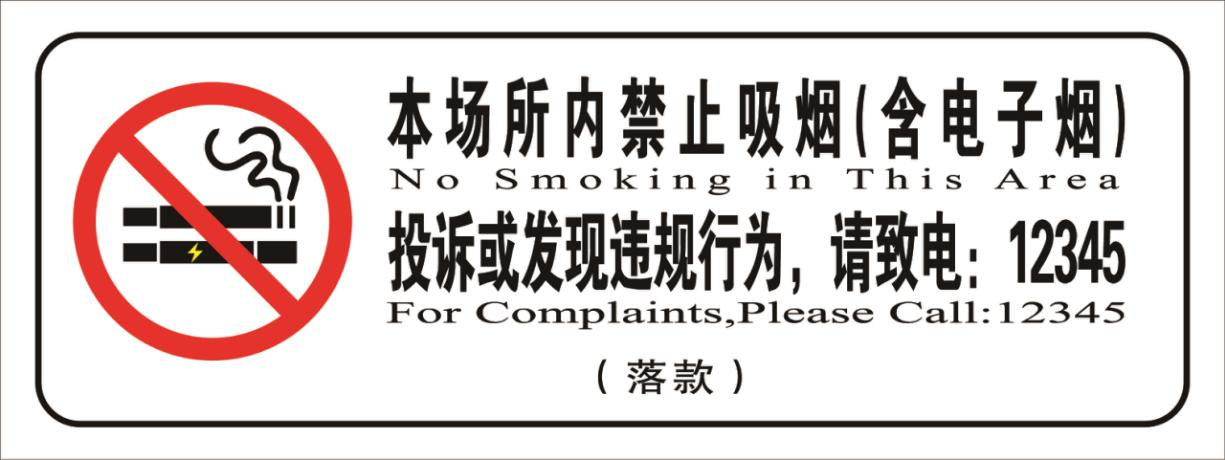 本场所内禁止吸烟(含电子烟)
No Smoking in This Area
投诉或发现违规行为，请致电：12345
For Complaints,Please Call:12345
（落款）